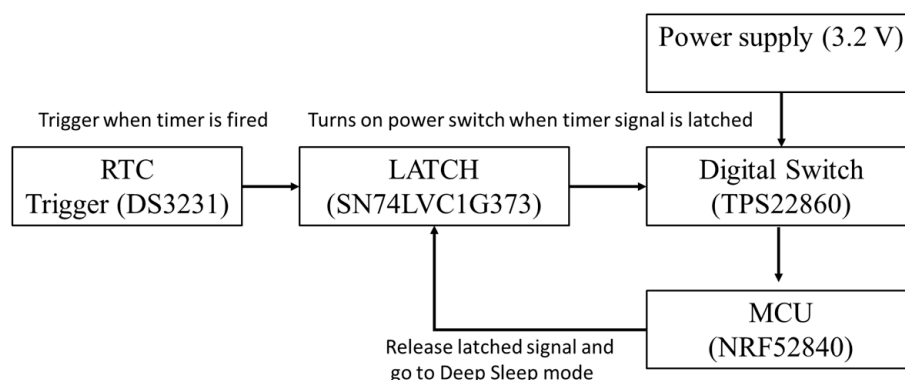 Power supply (3.2 V)
Trigger when timer is fired
Turns on power switch when timer signal is latched
RTC
Trigger (DS3231)
LATCH
(SN74LVC1G373)
Digital Switch
(TPS22860)
MCU
(NRF52840)
Release latched signal and
go to Deep Sleep mode